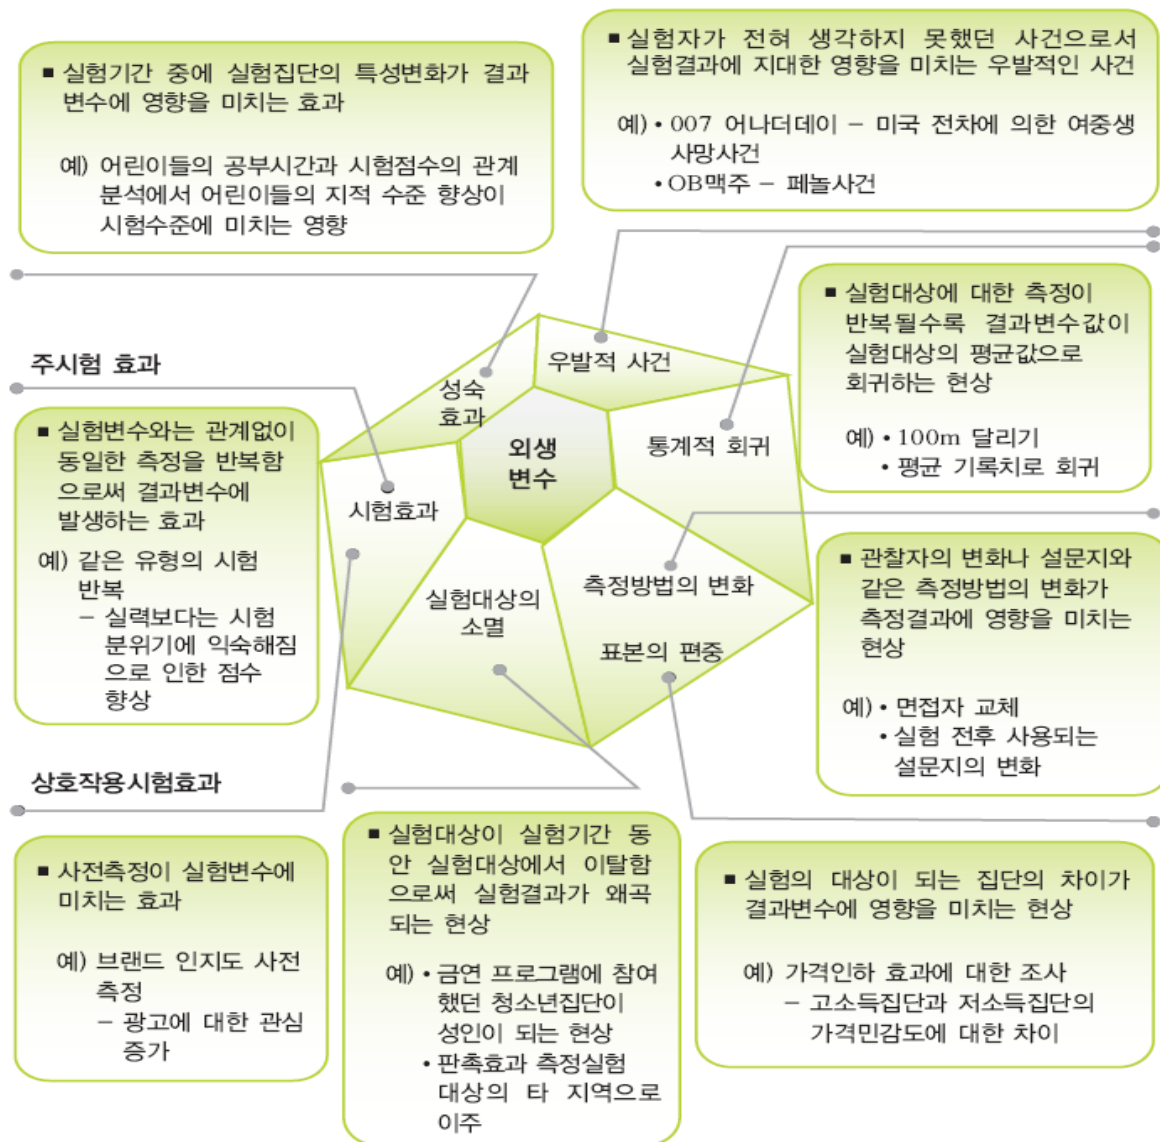 ■ 실험기간 중에 실험집단의 특성변화가 결과
변수에 영향을 미치는 효과
예) 어린이들의 공부시간과 시험점수의 관계
분석에서 어린이들의 지적 수준 향상이
시험수준에 미치는 영향
■ 실험자가 전혀 생각하지 못했던 사건으로서
실험결과에 지대한 영향을 미치는 우발적인 사건
예) • 007 어나더데이 – 미국 전차에 의한 여중생
사망사건
• OB맥주 – 페놀사건
■ 실험대상에 대한 측정이
반복될수록 결과변수값이
실험대상의 평균값으로
회귀하는 현상
예) • 100m 달리기
• 평균 기록치로 회귀
주시험 효과
■ 실험변수와는 관계없이
동일한 측정을 반복함
으로써 결과변수에
발생하는 효과
예) 같은 유형의 시험
반복
– 실력보다는 시험
분위기에 익숙해짐
으로 인한 점수
향상
우발적 사건
성숙
효과
외생
변수
통계적 회귀
시험효과
측정방법의 변화
실험대상의
소멸
표본의 편중
■ 관찰자의 변화나 설문지와
같은 측정방법의 변화가
측정결과에 영향을 미치는
현상
예) • 면접자 교체
• 실험 전후 사용되는
설문지의 변화
상호작용시험효과
■ 사전측정이 실험변수에
미치는 효과
예) 브랜드 인지도 사전
측정
– 광고에 대한 관심
증가
■ 실험대상이 실험기간 동
안 실험대상에서 이탈함
으로써 실험결과가 왜곡
되는 현상
예) • 금연 프로그램에 참여
했던 청소년집단이
성인이 되는 현상
• 판촉효과 측정실험
대상의 타 지역으로
이주
■ 실험의 대상이 되는 집단의 차이가
결과변수에 영향을 미치는 현상
예) 가격인하 효과에 대한 조사
– 고소득집단과 저소득집단의
가격민감도에 대한 차이